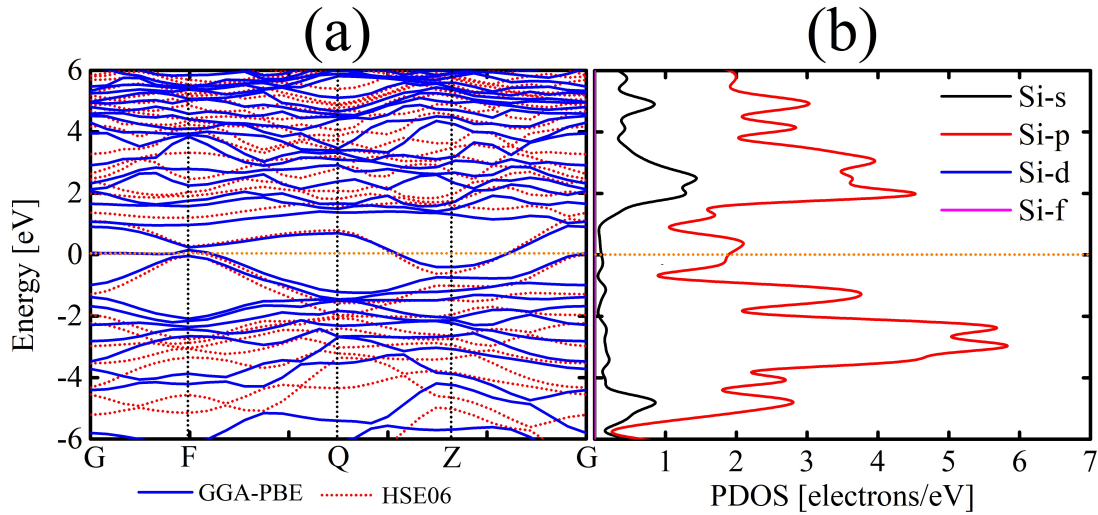 (a)
(b)
Energy [eV]
6
4
2
0
-2
-4
-6
G F Q Z G
GGA-PBE HSE06
Si-s
Si-p
Si-d
Si-f
1 2 3 4 5 6 7
PDOS [electrons/eV]